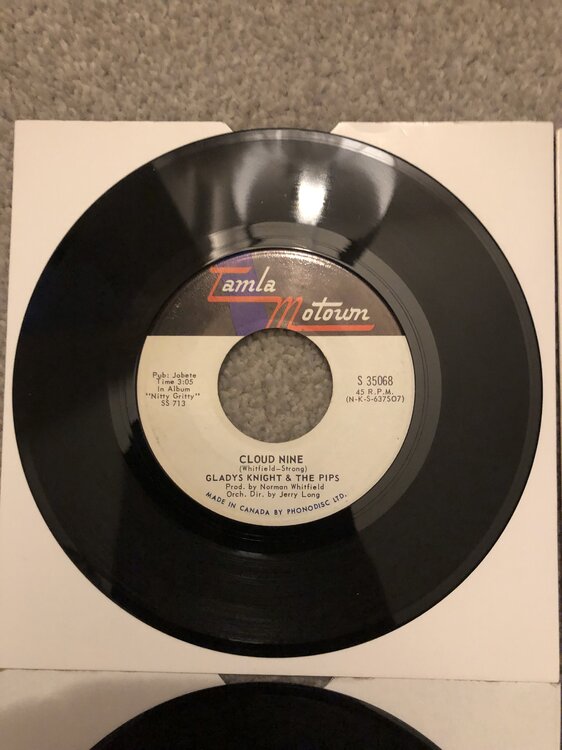 Tamla
Motown
Pub: Jobete
Time 3:05
In Album
"Nitty Gritty"
SS 713
S 35068
45 R.P.M.
(N-K-S-637S07)
CLOUD NINE
(Whitfield-Strong)
GLADYS KNIGHT & THE PIPS
Prod. by Norman Whitfield
Orch. Dir. by Jerry Long
MADE IN CANADA BY PHONODISC LTD.